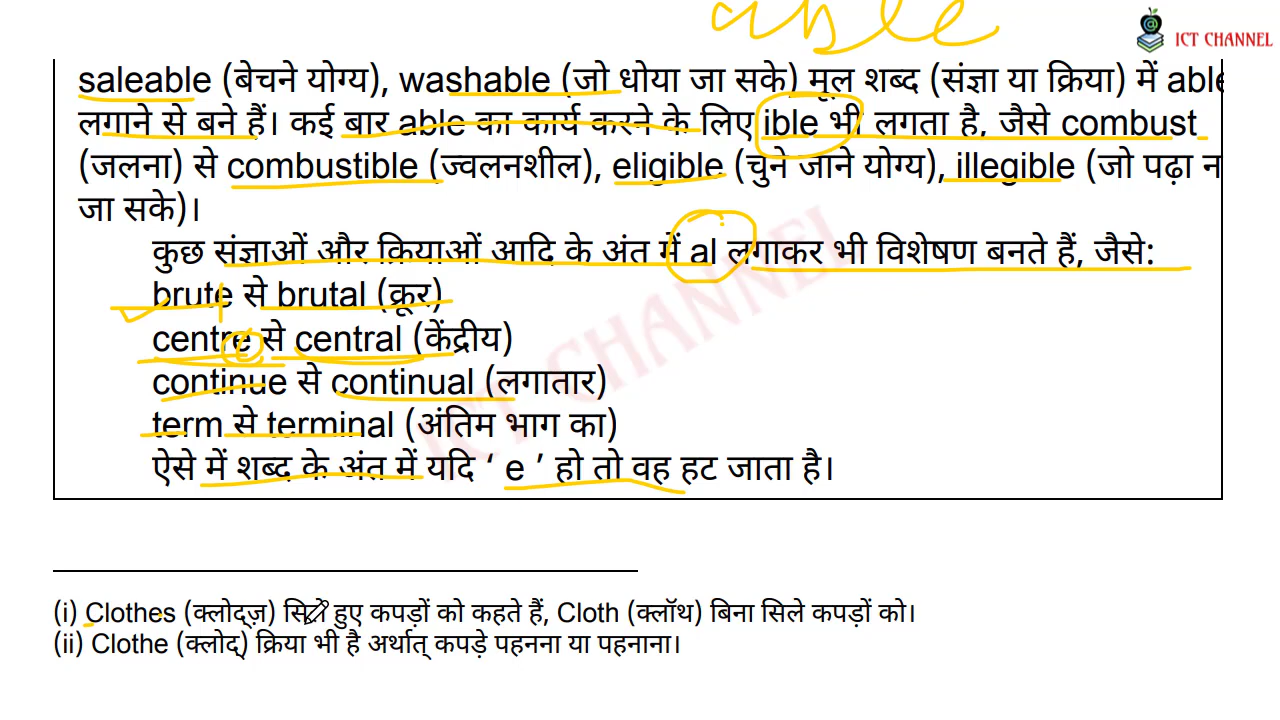 able
ICT CHANNEL
saleable (बेचने योग्य), washable (जो धोया जा सके) मूल शब्द (संज्ञा या क्रिया) में able
लगाने से बने हैं। कई बार able का कार्य करने के लिए ible भी लगता है, जैसे combust
(जलना) से combustible (ज्वलनशील), eligible (चुने जाने योग्य), illegible (जो पढ़ा न
जा सके)।
कुछ संज्ञाओं और क्रियाओं आदि के अंत में al लगाकर भी विशेषण बनते हैं, जैसे:
brute से brutal (क्रूर)
centre से central (केंद्रीय)
continue से continual (लगातार)
term से terminal (अंतिम भाग का)
ऐसे में शब्द के अंत में यदि ‘ e ’ हो तो वह हट जाता है।
ICT CHANNEL
(i) Clothes (क्लोद्ज़) सिले हुए कपड़ों को कहते हैं, Cloth (क्लॉथ) बिना सिले कपड़ों को।
(ii) Clothe (क्लोद्) क्रिया भी है अर्थात् कपड़े पहनना या पहनाना।